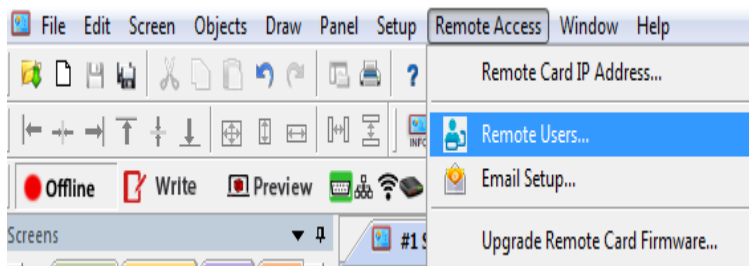 File Edit Screen Objects Draw Panel Setup Remote Access Window Help
?
Remote Card IP Address...
INFO
Remote Users...
Offline Write Preview
Email Setup...
Screens
#1 S
Upgrade Remote Card Firmware...